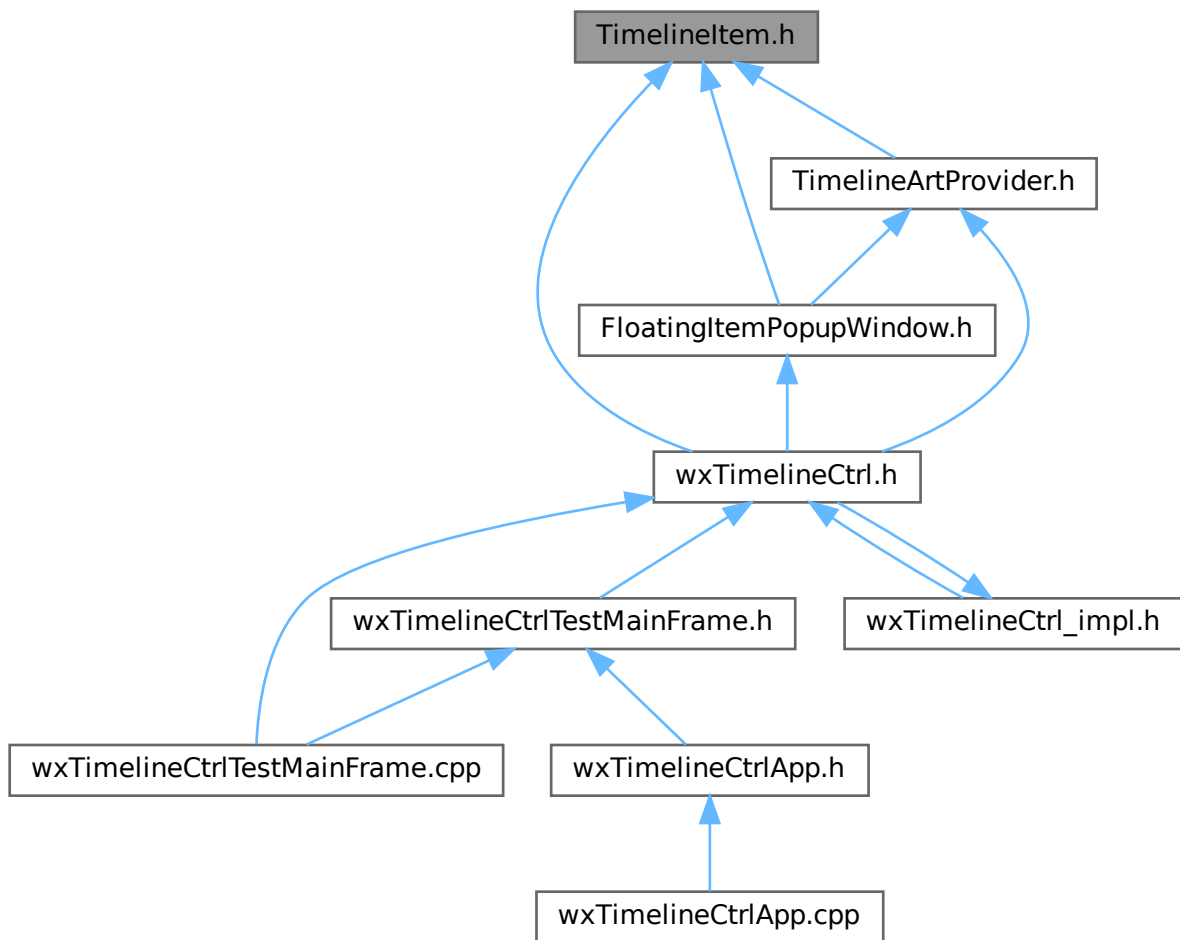 TimelineItem.h
TimelineArtProvider.h
FloatingItemPopupWindow.h
wxTimelineCtrl.h
wxTimelineCtrlTestMainFrame.h
wxTimelineCtrl_impl.h
wxTimelineCtrlTestMainFrame.cpp
wxTimelineCtrlApp.h
wxTimelineCtrlApp.cpp